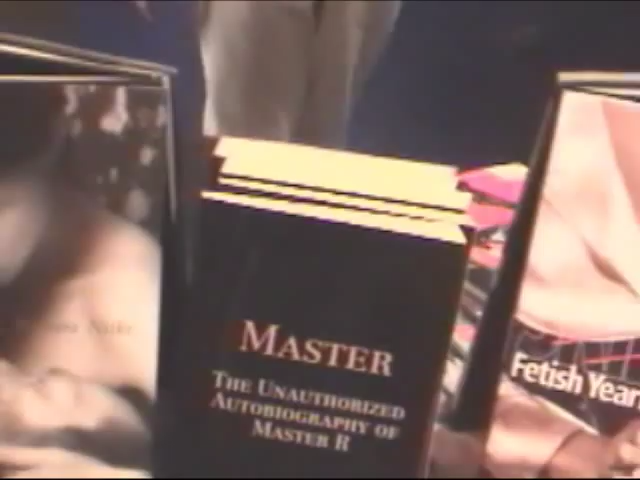 MASTER
THE UNAUTHORIZED
AUTOBIOGRAPHY OF
MASTER R
Fetish Year